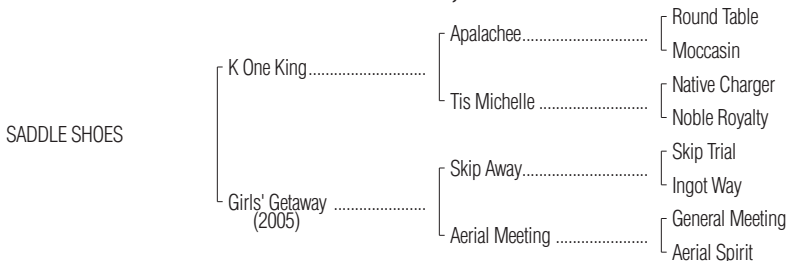 Round Table
Apalachee
Moccasin
K One King
Native Charger
Tis Michelle
Noble Royalty
SADDLE SHOES
Skip Trial
Skip Away
Ingot Way
Girls' Getaway
(2005)
General Meeting
Aerial Meeting
Aerial Spirit